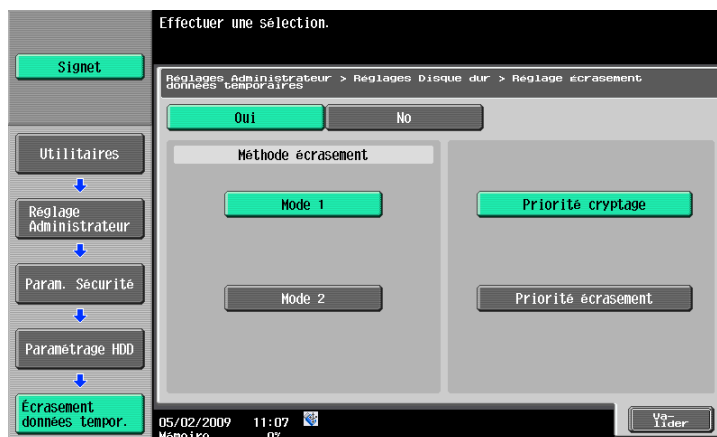 Effectuer une sélection.
Signet
Réglages Administrateur > Réglages Disque dur > Réglage écrasement
données temporaires
Oui
No
Utilitaires
Méthode écrasement
Mode 1
Priorité cryptage
Réglage
Administrateur
Param. Sécurité
Mode 2
Priorité écrasement
Paramétrage HDD
Écrasement
données tempor.
05/02/2009 11:07
Mémoire 0%
Va-
lider